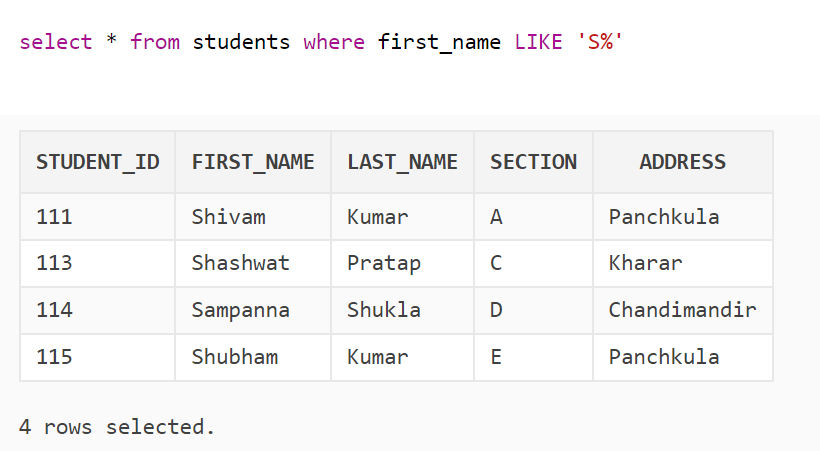 select * from students where first_name LIKE 'S%'
STUDENT_ID FIRST_NAME LAST_NAME SECTION ADDRESS
111 Shivam Kumar A Panchkula
113 Shashwat Pratap C Kharar
114 Sampanna Shukla D Chandimandir
115 Shubham Kumar E Panchkula
4 rows selected.